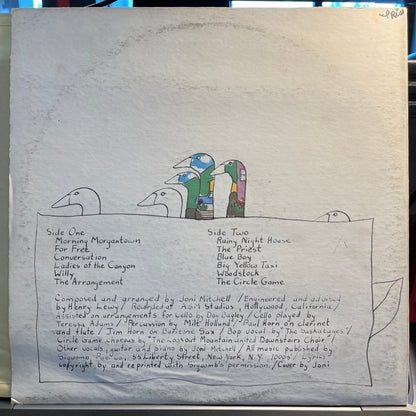 Iriss
Side One
Morning Morgantown
For Free
Conversation
Ladies of the Canyon
Willy
The Arrangement
Side Two
Rainy Night House
The Priest
Blue Boy
Big Yellow Taxi
Woodstock
The Circle Game
Composed and arranged by Joni Mitchell / Engineered and advised
by Henry Lewy / Recorded at A&M Studios, Hollywood, California /
Assisted on arrangements for Cello by Don Bagley / Cello played by
Teressa Adams / Percussion by Milt Holland / Paul Horn on clarinet
and flute / Jim Horn on Baritone Sax / Bop Vocal by "The Saskatunes" /
Circle Game chorus by "The Lookout Mountain United Downstairs Choir" /
Other vocals, guitar and piano by Joni Mitchell / All music published by
Siquomb Pub. Corp. 55 Liberty Street, New York, N.Y. 10005 / Lyrics
Copyright by and reprinted with Siquomb's permission. / Cover by Joni